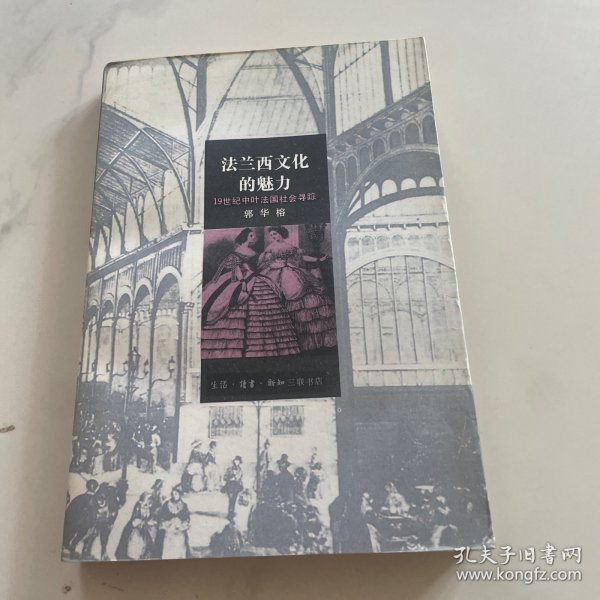 法兰西文化
的魅力
19世纪中叶法国社会寻踪
郭华榕
生活·读书·新知三联书店
孔夫子旧书网
www.kongfz.com